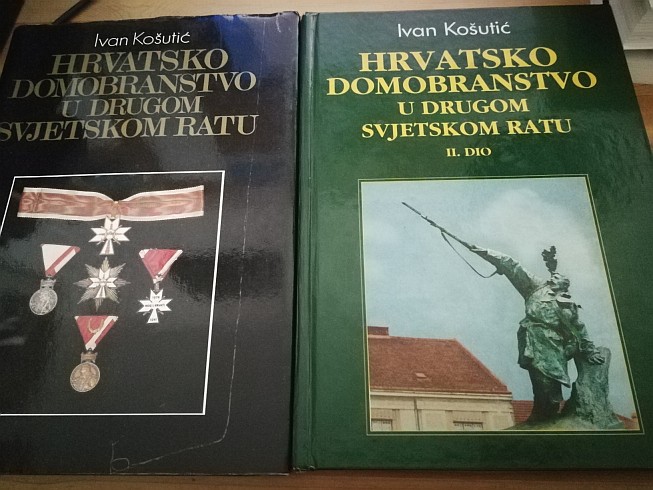 Ivan Košutić
HRVATSKO
DOMOBRANSTVO
U DRUGOM
SVJETSKOM RATU
Ivan Košutić
HRVATSKO
DOMOBRANSTVO
U DRUGOM
SVJETSKOM RATU
II. DIO